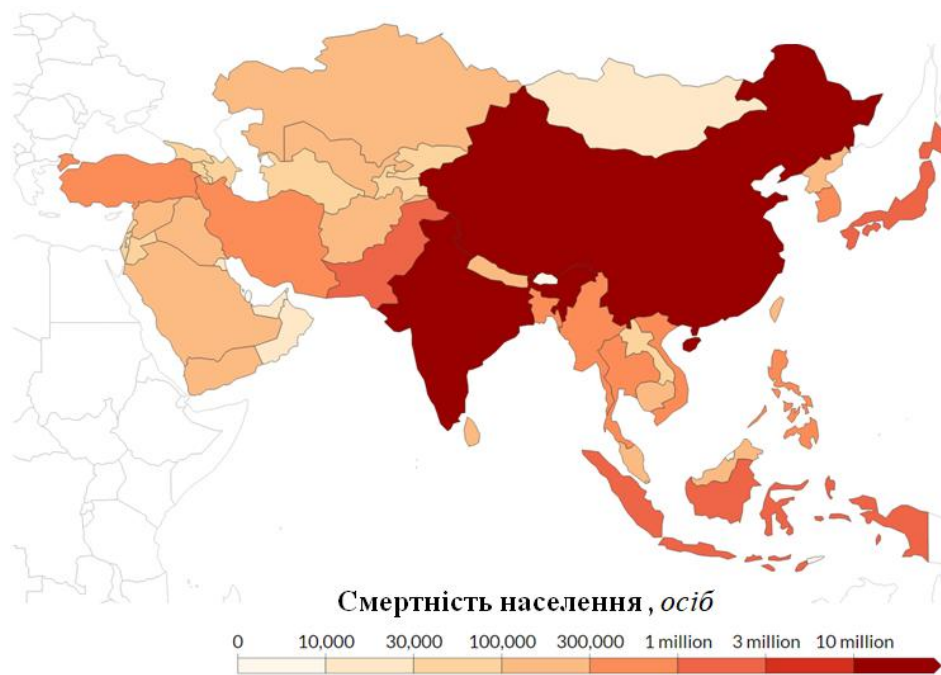 Смертність населення , осіб
0 10,000 30,000 100,000 300,000 1 million 3 million 10 million